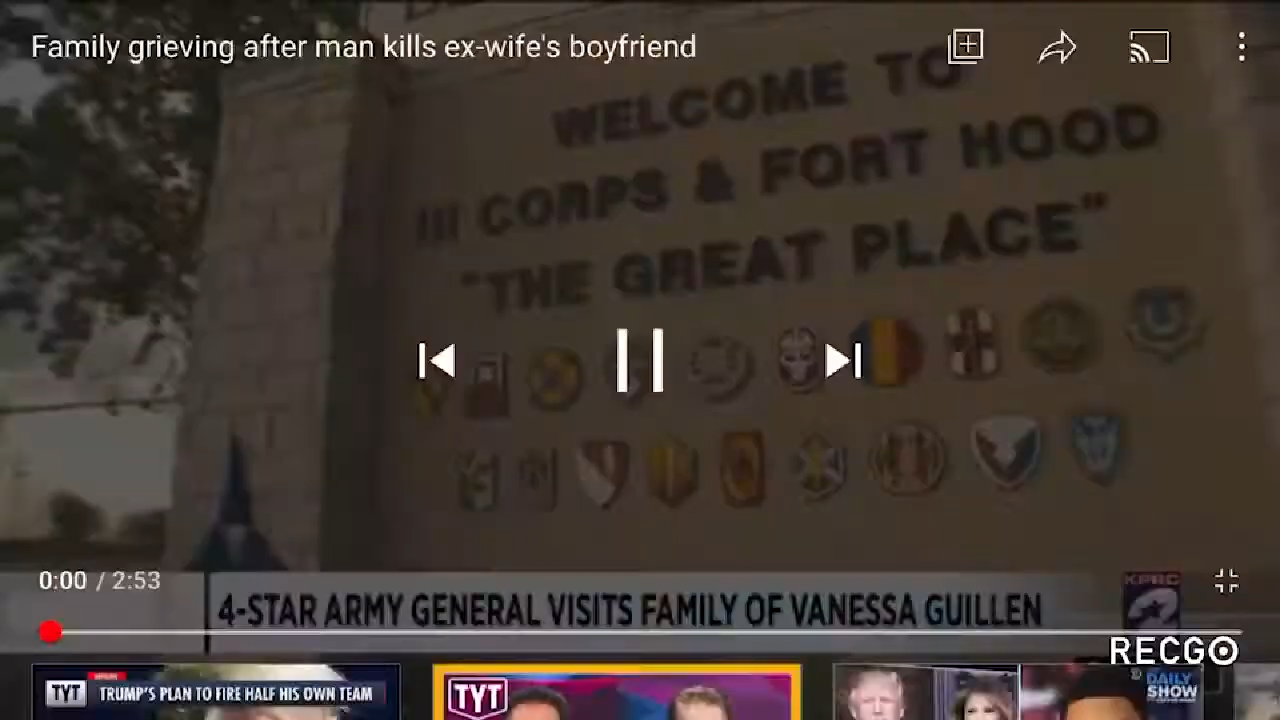 Family grieving after man kills ex-wife's boyfriend
WELCOME TO
III CORPS & FORT HOOD
"THE GREAT PLACE"
0:00 / 2:53
4-STAR ARMY GENERAL VISITS FAMILY OF VANESSA GUILLEN
KPRC
2
RECGO
TYT
TRUMP'S PLAN TO FIRE HALF HIS OWN TEAM
TYT
DAILY
SHOW